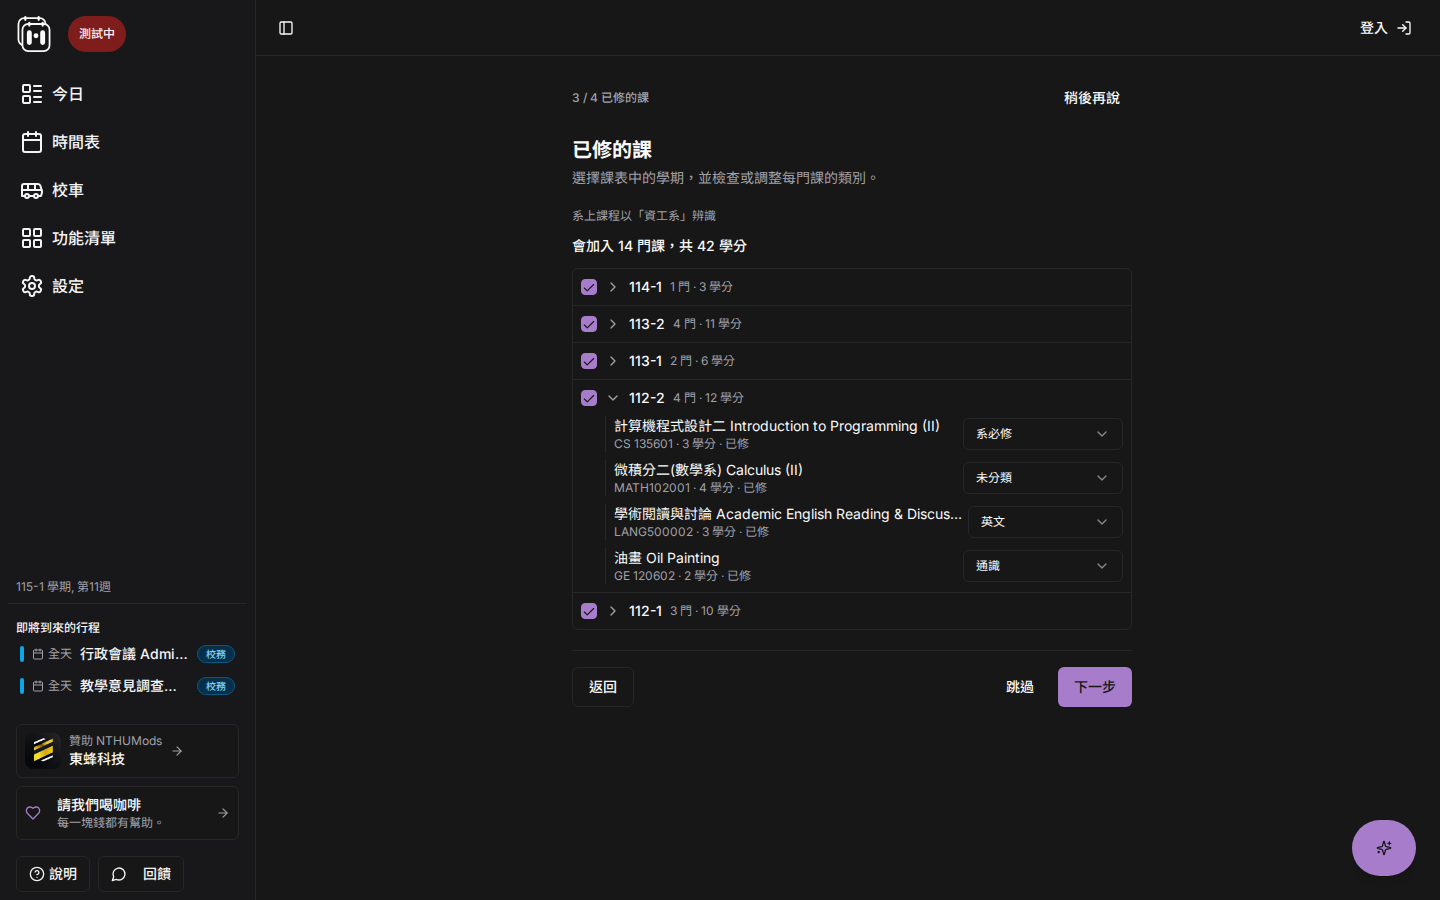 測試中
今日
時間表
校車
功能清單
設定
115-1 學期, 第11週
即將到來的行程
全天 行政會議 Admi... 校務
全天 教學意見調查... 校務
贊助 NTHUMods
東蜂科技
請我們喝咖啡
每一塊錢都有幫助。
說明 回饋
登入
3 / 4 已修的課 稍後再說
已修的課
選擇課表中的學期，並檢查或調整每門課的類別。
系上課程以「資工系」辨識
會加入 14 門課，共 42 學分
114-1 1 門 · 3 學分
113-2 4 門 · 11 學分
113-1 2 門 · 6 學分
112-2 4 門 · 12 學分
計算機程式設計二 Introduction to Programming (II) 系必修
CS 135601 · 3 學分 · 已修
微積分二(數學系) Calculus (II) 未分類
MATH102001 · 4 學分 · 已修
學術閱讀與討論 Academic English Reading & Discus... 英文
LANG500002 · 3 學分 · 已修
油畫 Oil Painting 通識
GE 120602 · 2 學分 · 已修
112-1 3 門 · 10 學分
返回 跳過 下一步